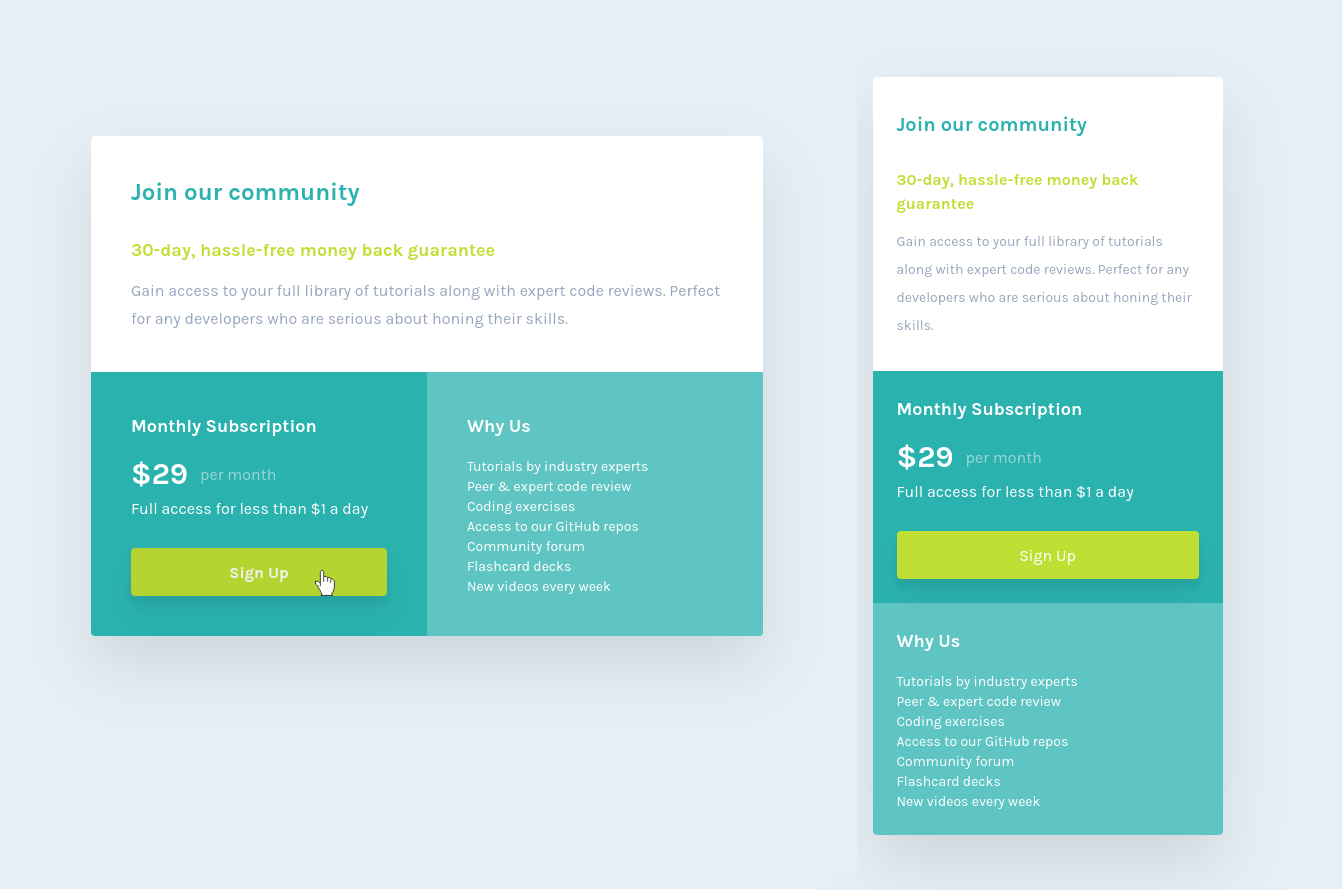 Join our community
30-day, hassle-free money back guarantee
Gain access to your full library of tutorials along with expert code reviews. Perfect
for any developers who are serious about honing their skills.
Monthly Subscription
$29 per month
Full access for less than $1 a day
Sign Up
Why Us
Tutorials by industry experts
Peer & expert code review
Coding exercises
Access to our GitHub repos
Community forum
Flashcard decks
New videos every week
Join our community
30-day, hassle-free money back
guarantee
Gain access to your full library of tutorials
along with expert code reviews. Perfect for any
developers who are serious about honing their
skills.
Monthly Subscription
$29 per month
Full access for less than $1 a day
Sign Up
Why Us
Tutorials by industry experts
Peer & expert code review
Coding exercises
Access to our GitHub repos
Community forum
Flashcard decks
New videos every week